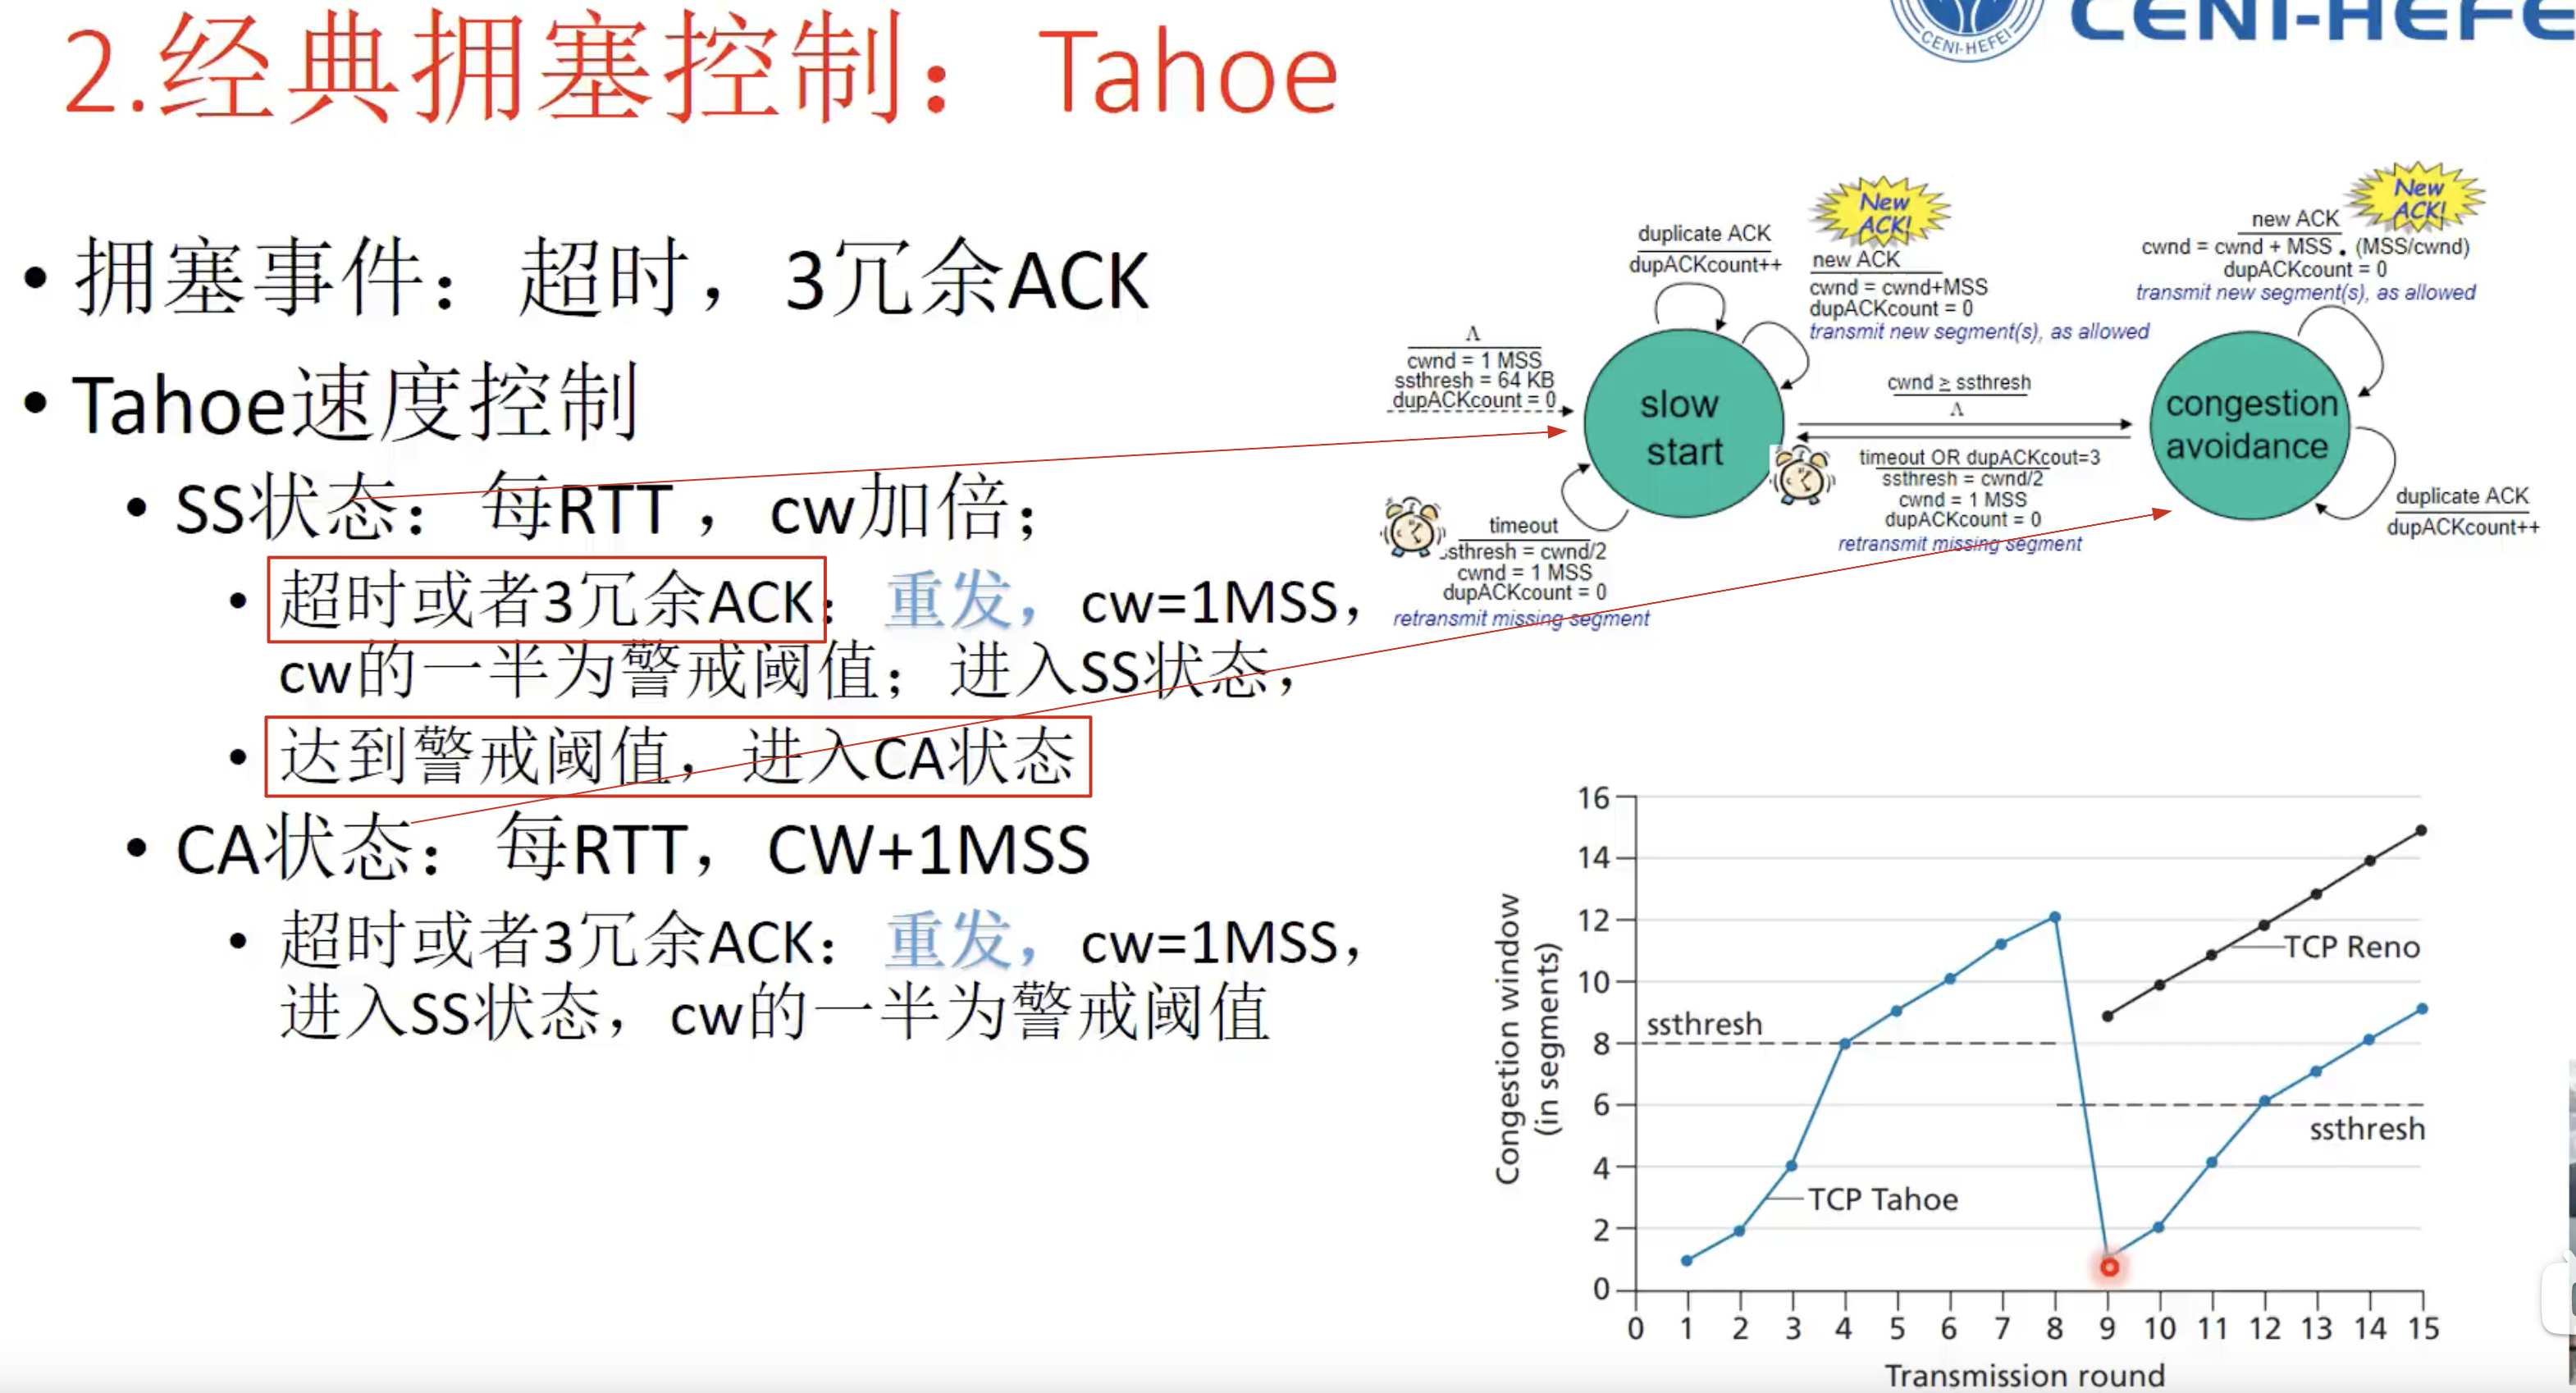 CENI-HEFEI
2.经典拥塞控制： Tahoe
• 拥塞事件：超时，3冗余ACK
• Tahoe速度控制
• SS状态： 每RTT ， cw加倍；
• 超时或者3冗余ACK： 重发，cw=1MSS，
cw的一半为警戒阈值；进入SS状态，
• 达到警戒阈值，进入CA状态
• CA状态： 每RTT， CW+1MSS
• 超时或者3冗余ACK： 重发，cw=1MSS，
进入SS状态，cw的一半为警戒阈值
duplicate ACK
dupACKcount++
New
ACK!
new ACK
cwnd = cwnd+MSS
dupACKcount = 0
transmit new segment(s), as allowed
New
ACK!
new ACK
cwnd = cwnd + MSS . (MSS/cwnd)
dupACKcount = 0
transmit new segment(s), as allowed
Λ
cwnd = 1 MSS
ssthresh = 64 KB
dupACKcount = 0
slow
start
cwnd ≥ ssthresh
Λ
timeout OR dupACKcout=3
ssthresh = cwnd/2
cwnd = 1 MSS
dupACKcount = 0
retransmit missing segment
congestion
avoidance
duplicate ACK
dupACKcount++
timeout
sthresh = cwnd/2
cwnd = 1 MSS
dupACKcount = 0
retransmit missing segment
Congestion window
(in segments)
16
14
12
10
8
6
4
2
0
ssthresh
TCP Reno
ssthresh
TCP Tahoe
0 1 2 3 4 5 6 7 8 9 10 11 12 13 14 15
Transmission round